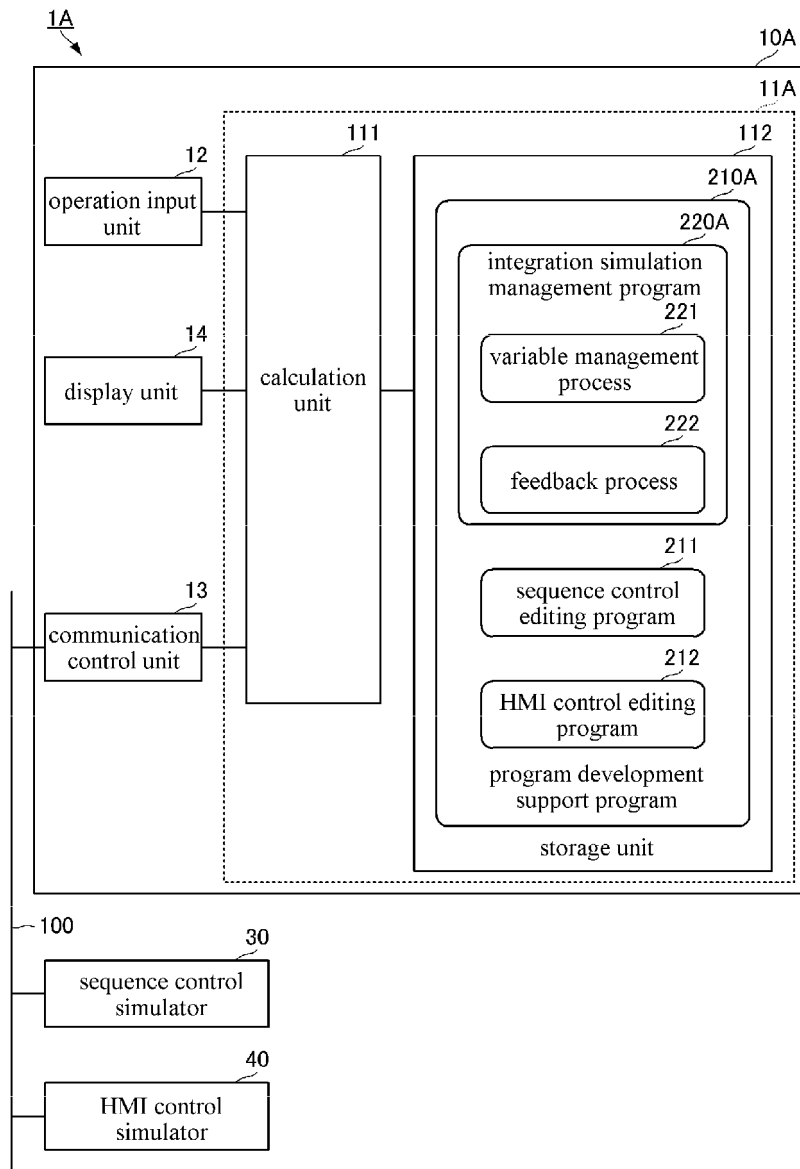 1A
10A
11A
111
112
12
operation input
unit
210A
220A
integration simulation
management program
221
variable management
process
14
display unit
calculation
unit
222
feedback process
211
sequence control
editing program
13
communication
control unit
212
HMI control editing
program
program development
support program
storage unit
100
30
sequence control
simulator
40
HMI control
simulator